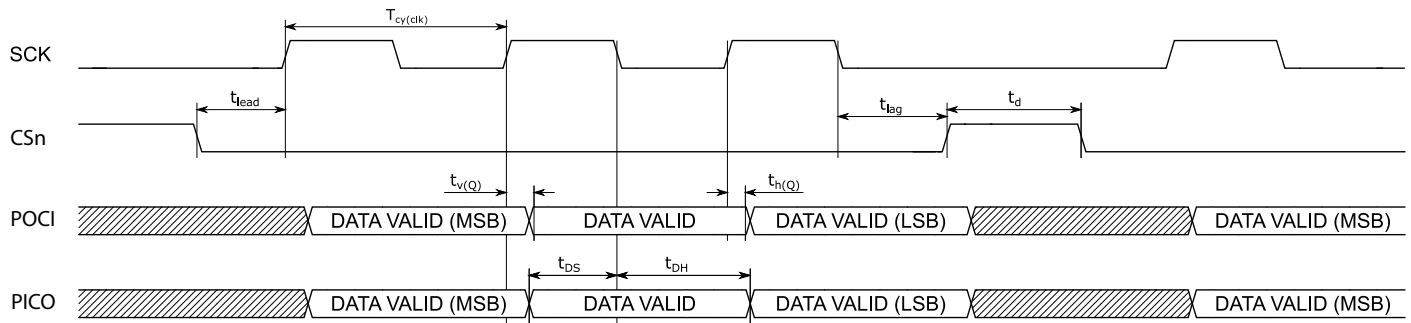 T_cy(clk)
SCK
t_lead
t_lag
t_d
CSn
t_v(Q)
t_h(Q)
POCI
DATA VALID (MSB)
DATA VALID
DATA VALID (LSB)
DATA VALID (MSB)
t_DS
t_DH
PICO
DATA VALID (MSB)
DATA VALID
DATA VALID (LSB)
DATA VALID (MSB)